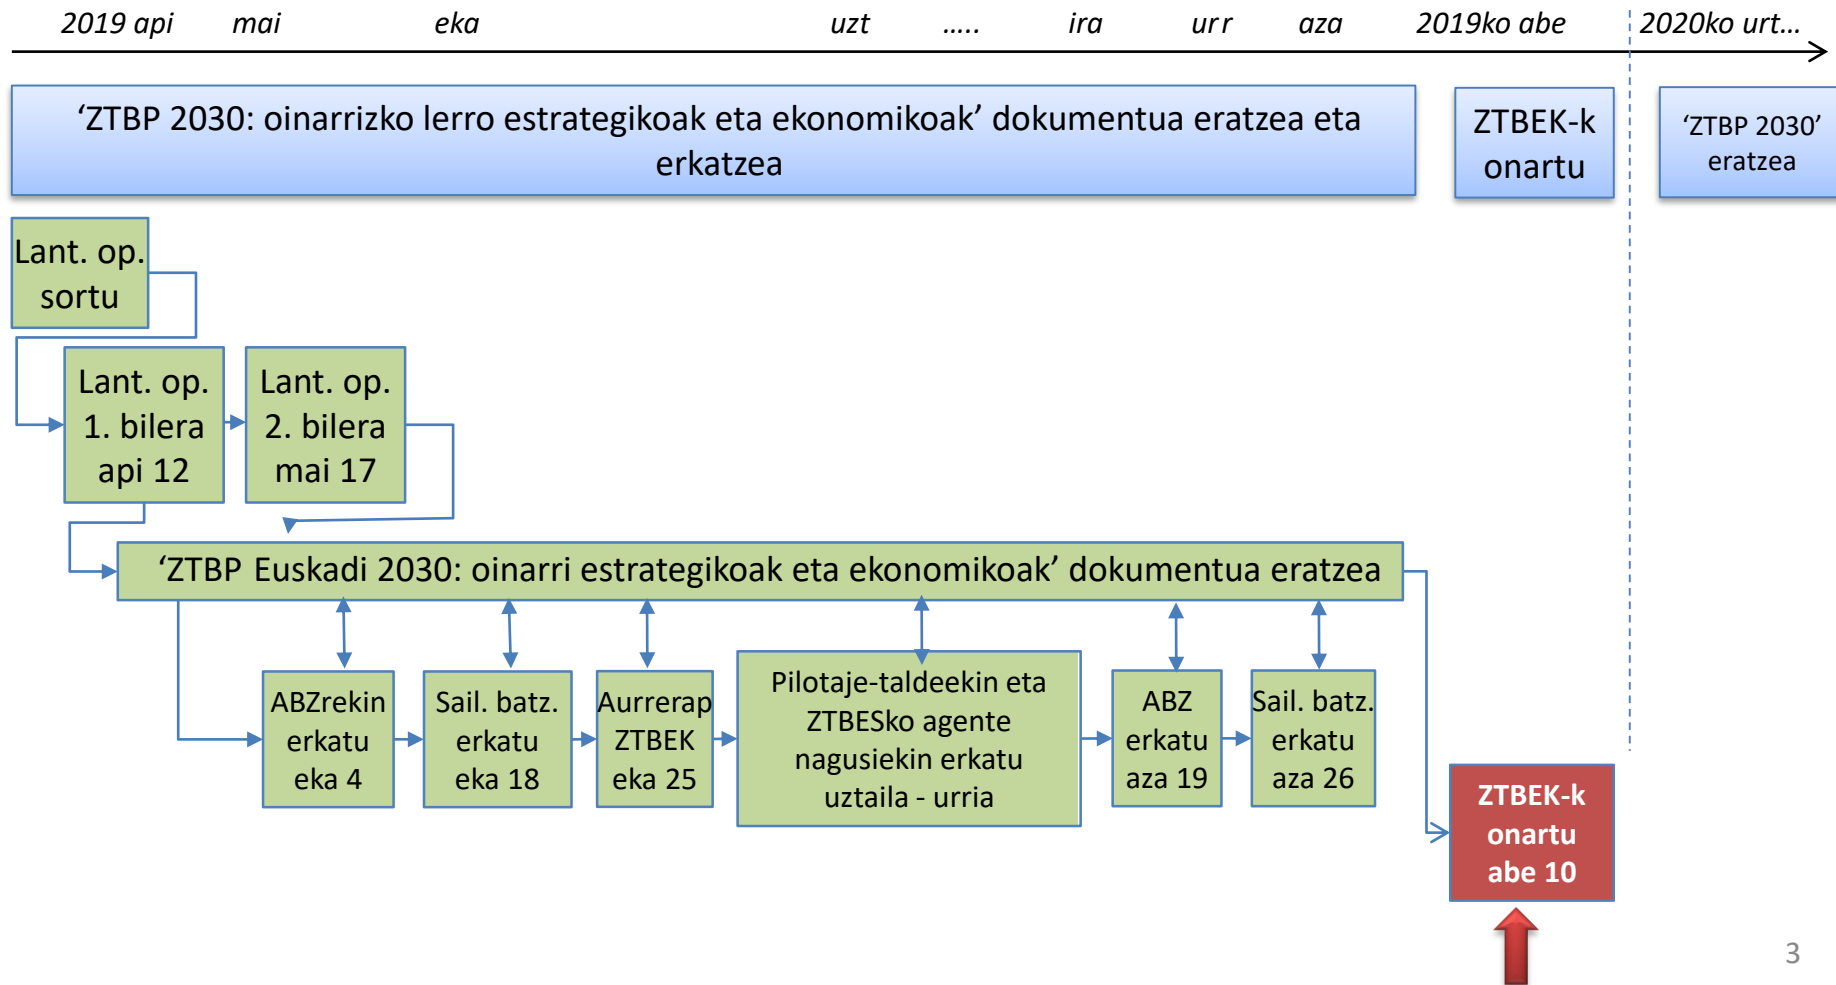 2019 api mai eka uzt ..... ira urr aza 2019ko abe 2020ko urt...
‘ZTBP 2030: oinarrizko lerro estrategikoak eta ekonomikoak’ dokumentua eratzea eta
erkatzea
ZTBEK-k
onartu
‘ZTBP 2030’
eratzea
Lant. op.
sortu
Lant. op.
1. bilera
api 12
Lant. op.
2. bilera
mai 17
‘ZTBP Euskadi 2030: oinarri estrategikoak eta ekonomikoak’ dokumentua eratzea
ABZrekin
erkatu
eka 4
Sail. batz.
erkatu
eka 18
Aurrerap
ZTBEK
eka 25
Pilotaje-taldeekin eta
ZTBESko agente
nagusiekin erkatu
uztaila - urria
ABZ
erkatu
aza 19
Sail. batz.
erkatu
aza 26
ZTBEK-k
onartu
abe 10
3